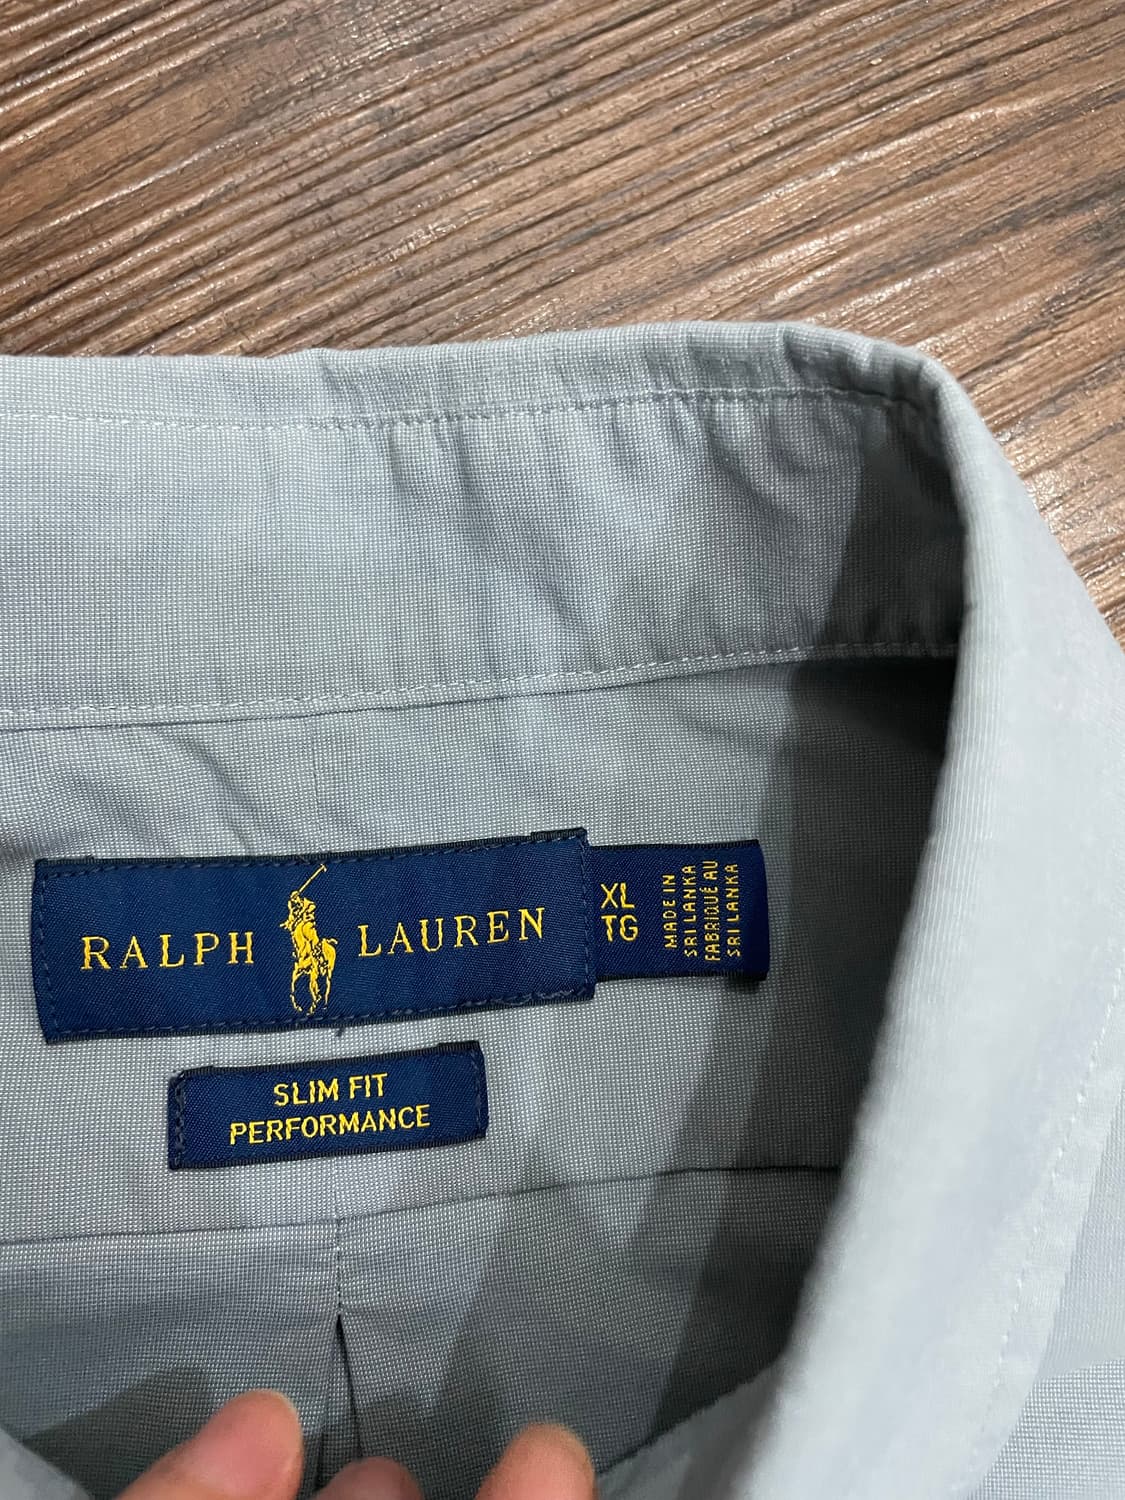 RALPH LAUREN
XL
TG
MADE IN
SRI LANKA
FABRIQUÉ AU
SRI LANKA
SLIM FIT
PERFORMANCE